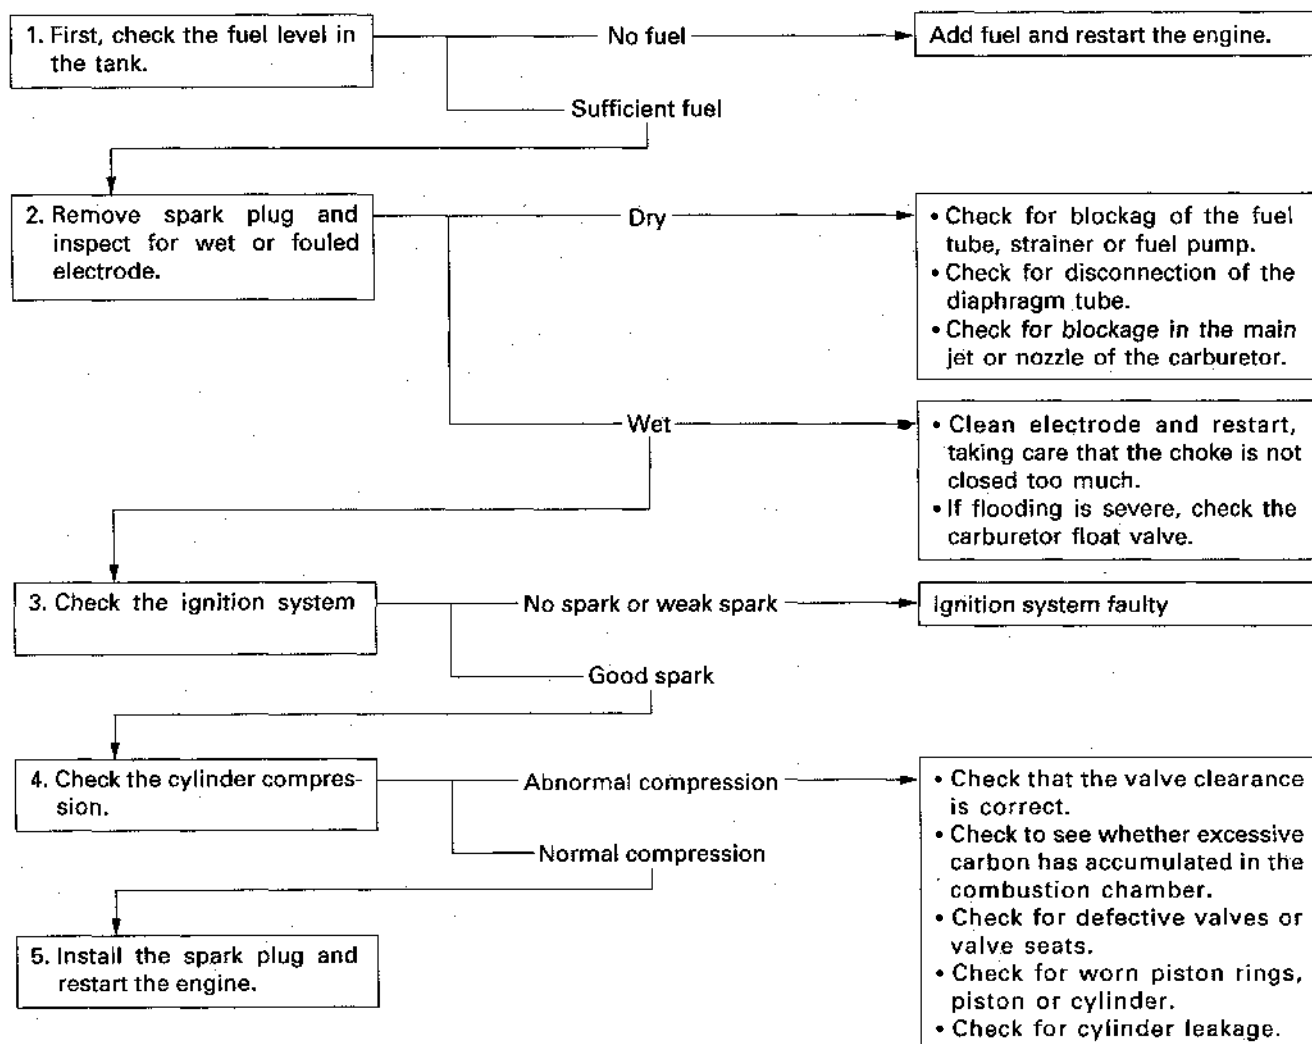 1. First, check the fuel level in
the tank.
No fuel
Add fuel and restart the engine.
Sufficient fuel
2. Remove spark plug and
inspect for wet or fouled
electrode.
Dry
• Check for blockag of the fuel
tube, strainer or fuel pump.
• Check for disconnection of the
diaphragm tube.
• Check for blockage in the main
jet or nozzle of the carburetor.
Wet
• Clean electrode and restart,
taking care that the choke is not
closed too much.
• If flooding is severe, check the
carburetor float valve.
3. Check the ignition system
No spark or weak spark
Ignition system faulty
Good spark
4. Check the cylinder compres-
sion.
Abnormal compression
• Check that the valve clearance
is correct.
• Check to see whether excessive
carbon has accumulated in the
combustion chamber.
• Check for defective valves or
valve seats.
• Check for worn piston rings,
piston or cylinder.
• Check for cylinder leakage.
Normal compression
5. Install the spark plug and
restart the engine.